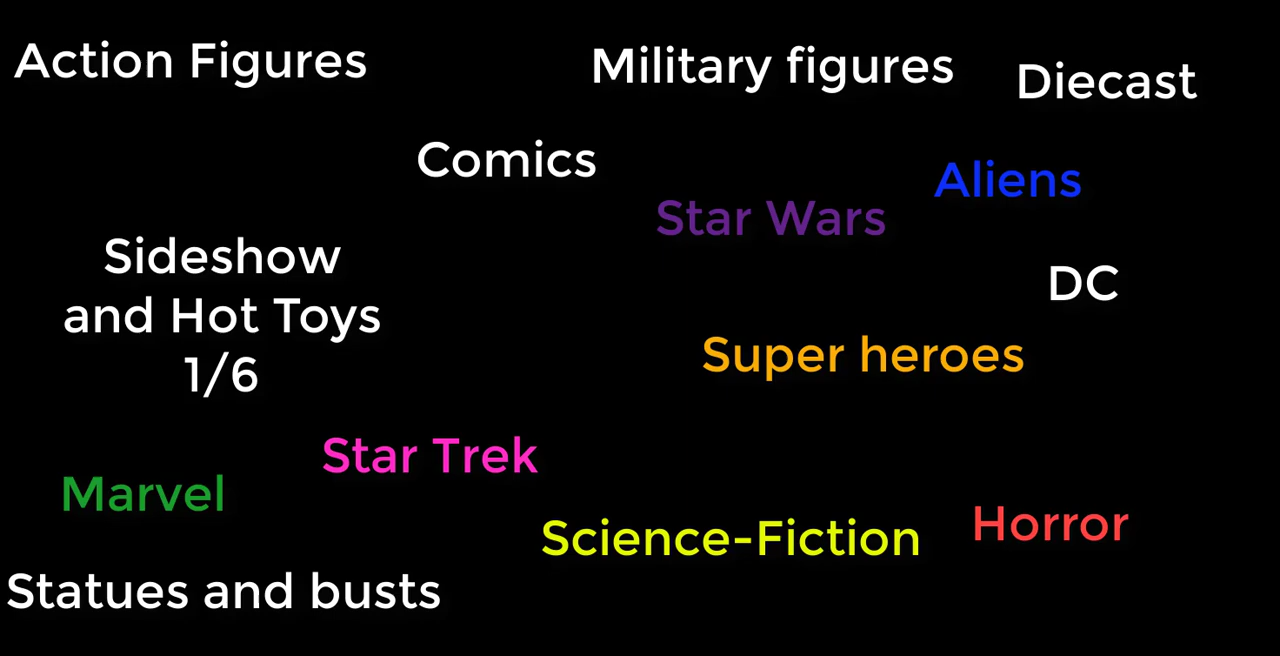 Action Figures
Military figures
Diecast
Comics
Aliens
Star Wars
Sideshow
and Hot Toys
1/6
DC
Super heroes
Star Trek
Marvel
Science-Fiction
Horror
Statues and busts